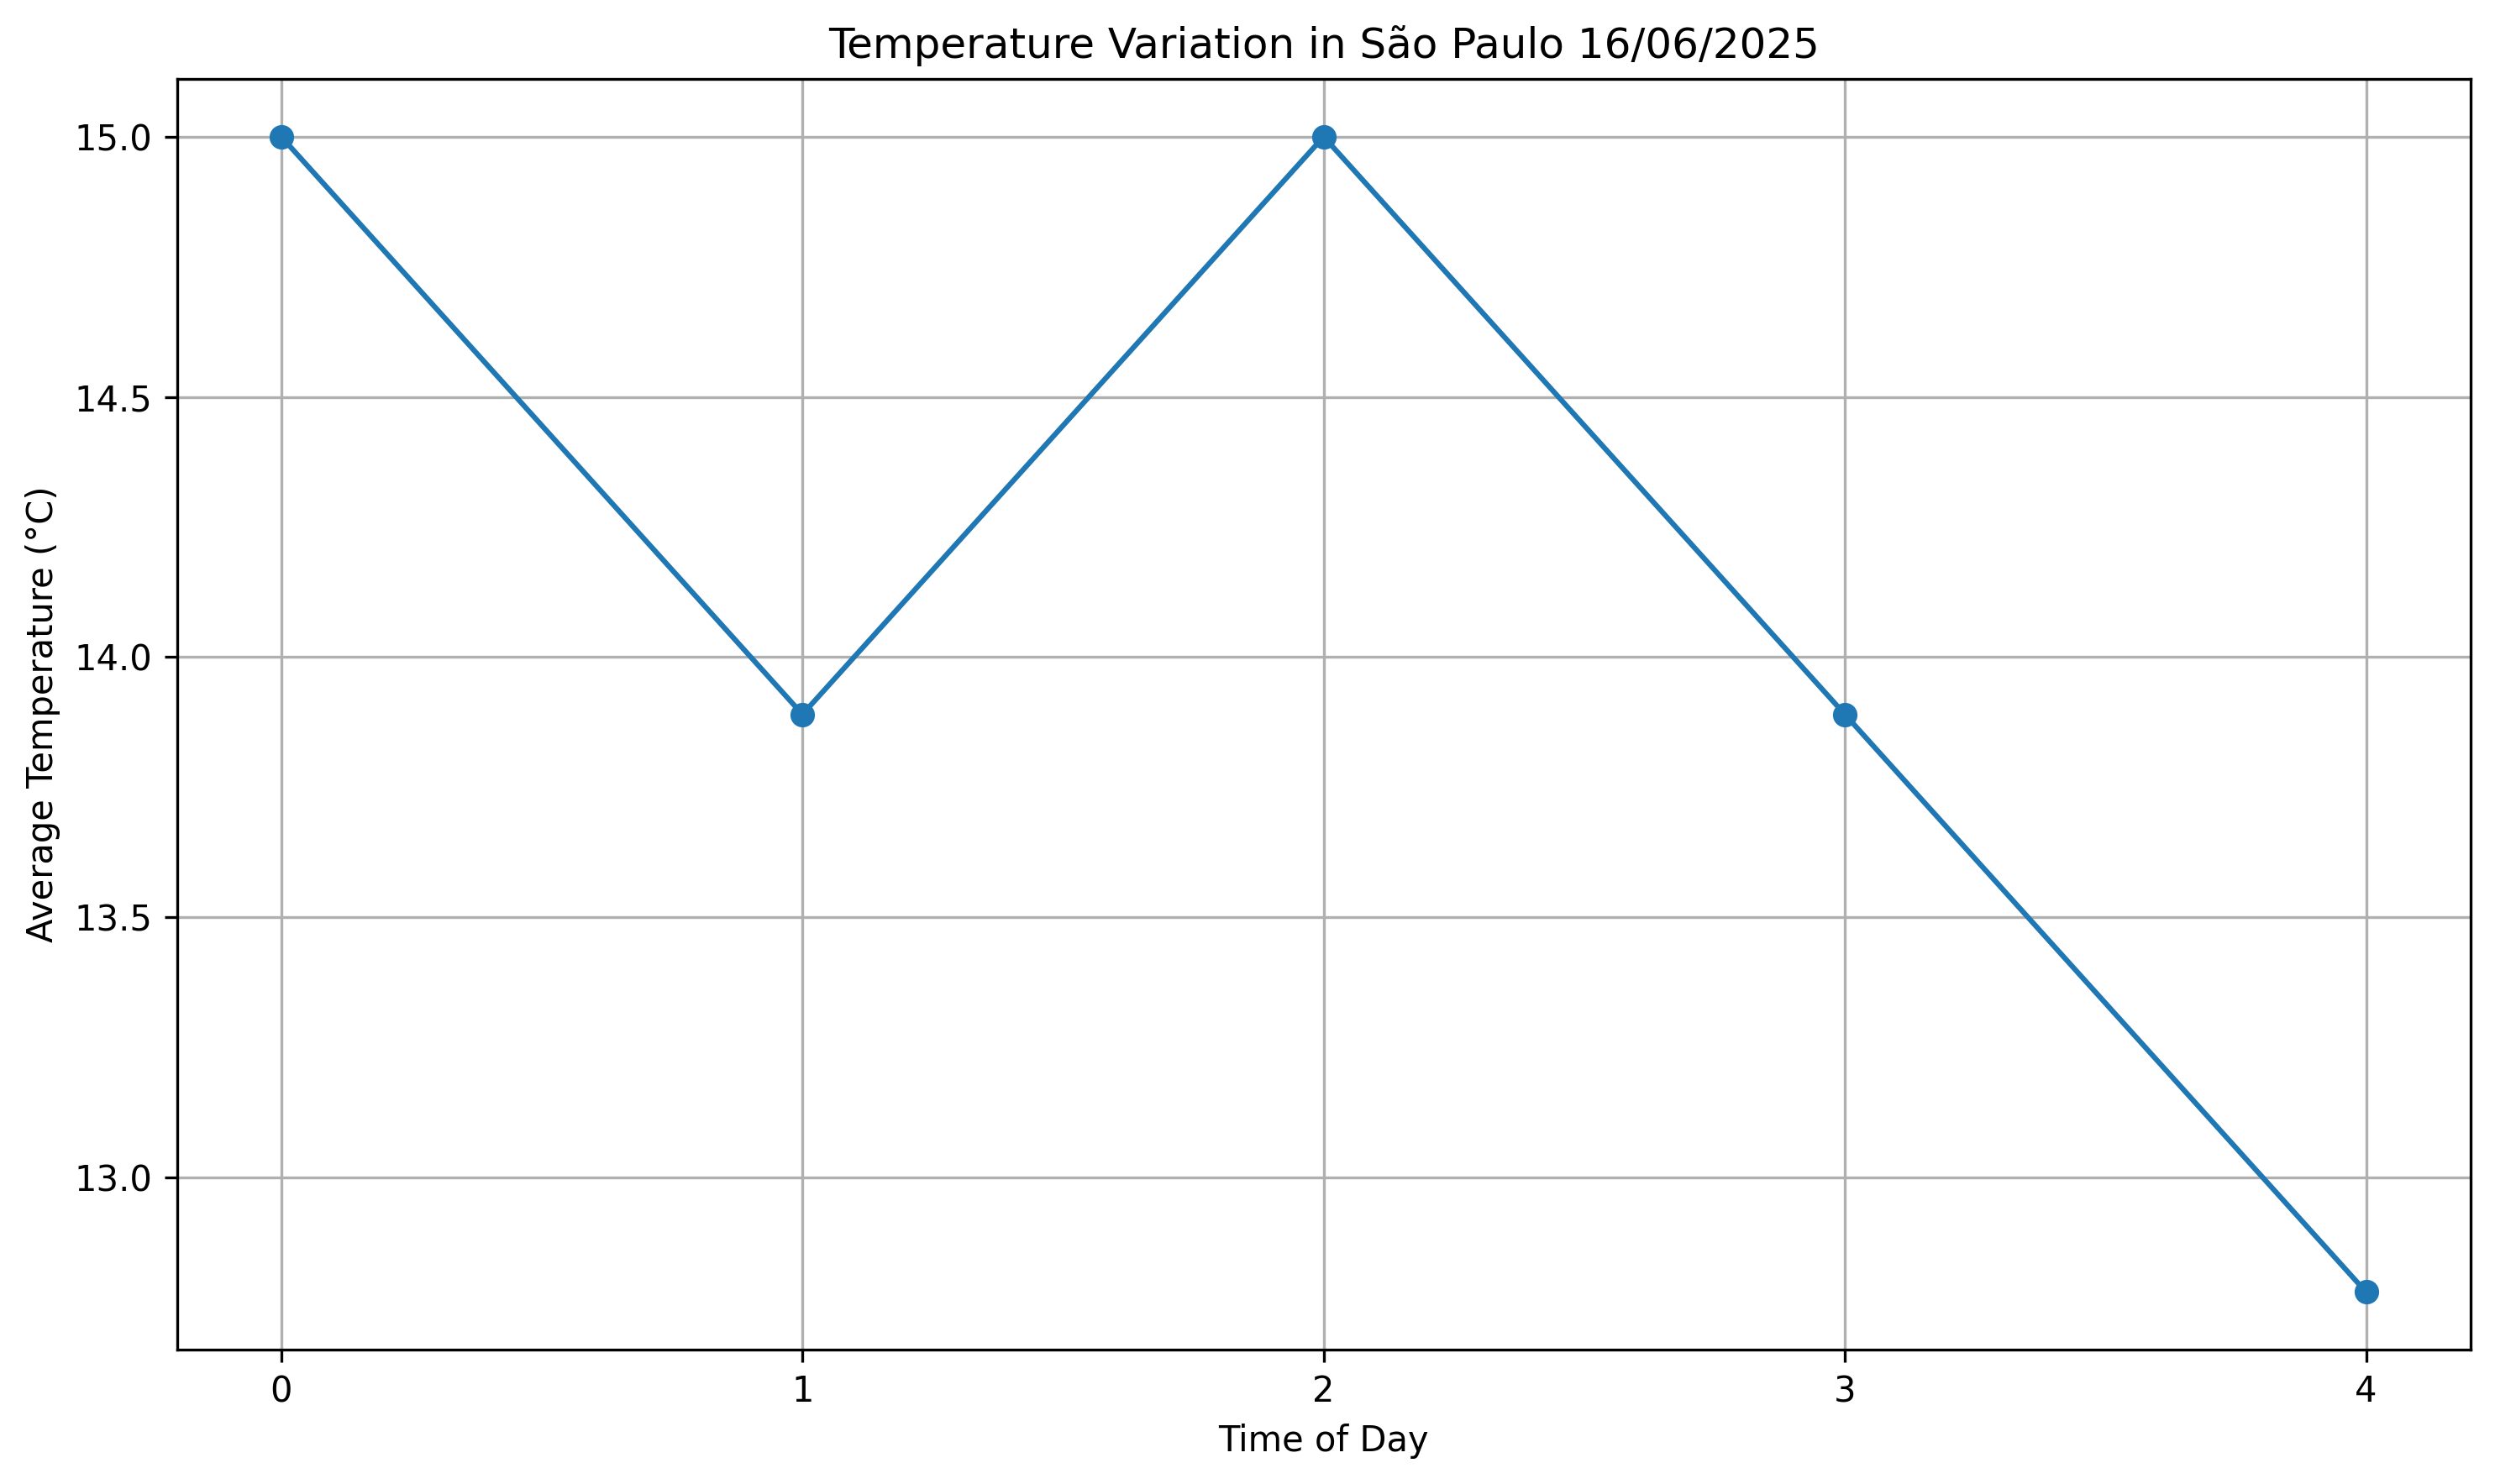 Temperature Variation in São Paulo 16/06/2025
Average Temperature (°C)
15.0
14.5
14.0
13.5
13.0
0 1 2 3 4
Time of Day